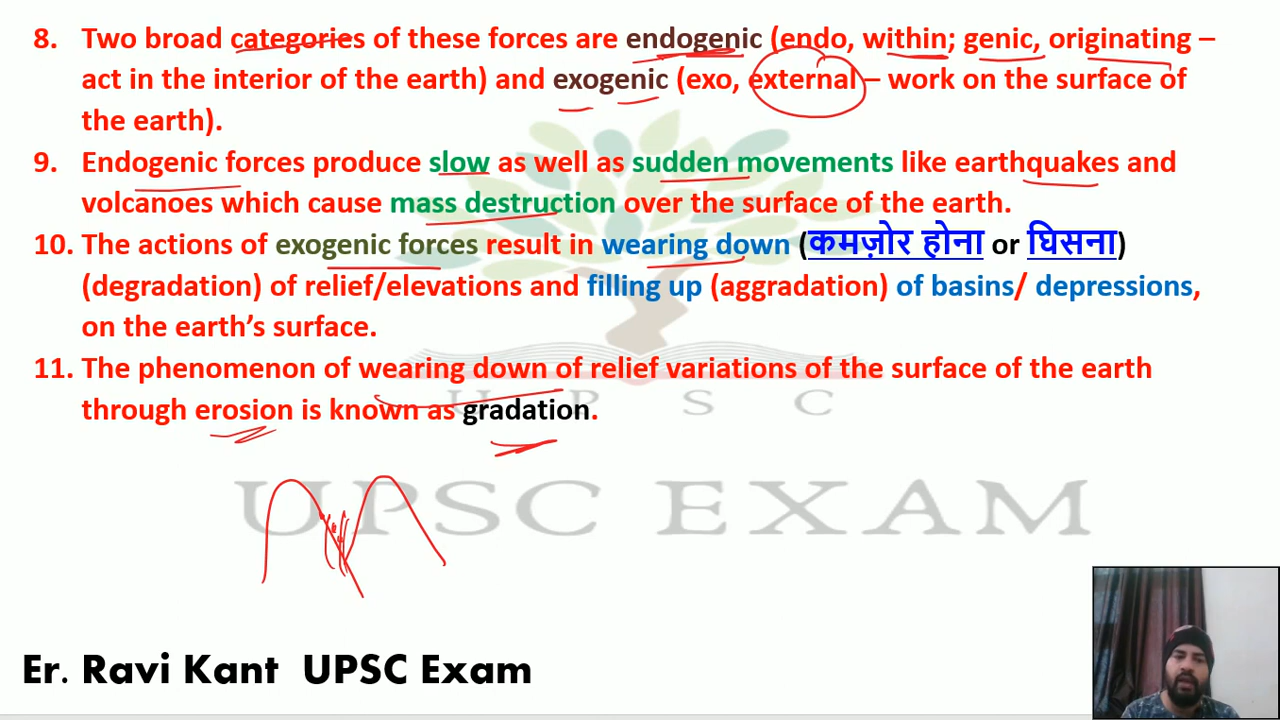 8. Two broad categories of these forces are endogenic (endo, within; genic, originating –
act in the interior of the earth) and exogenic (exo, external – work on the surface of
the earth).
9. Endogenic forces produce slow as well as sudden movements like earthquakes and
volcanoes which cause mass destruction over the surface of the earth.
10. The actions of exogenic forces result in wearing down (कमज़ोर होना or घिसना)
(degradation) of relief/elevations and filling up (aggradation) of basins/ depressions,
on the earth's surface.
11. The phenomenon of wearing down of relief variations of the surface of the earth
through erosion is known as gradation.
U P S C
UPSC EXAM
Er. Ravi Kant UPSC Exam